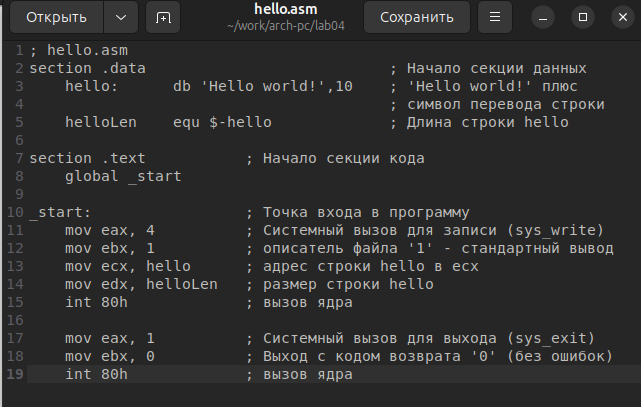 Открыть
hello.asm
~/work/arch-pc/lab04
Сохранить
1 ; hello.asm
2 section .data                           ; Начало секции данных
3     hello:      db 'Hello world!',10    ; 'Hello world!' плюс
4                                         ; символ перевода строки
5     helloLen    equ $-hello             ; Длина строки hello
6
7 section .text           ; Начало секции кода
8     global _start
9
10 _start:                 ; Точка входа в программу
11     mov eax, 4          ; Системный вызов для записи (sys_write)
12     mov ebx, 1          ; описатель файла '1' - стандартный вывод
13     mov ecx, hello      ; адрес строки hello в ecx
14     mov edx, helloLen   ; размер строки hello
15     int 80h             ; вызов ядра
16
17     mov eax, 1          ; Системный вызов для выхода (sys_exit)
18     mov ebx, 0          ; Выход с кодом возврата '0' (без ошибок)
19     int 80h             ; вызов ядра